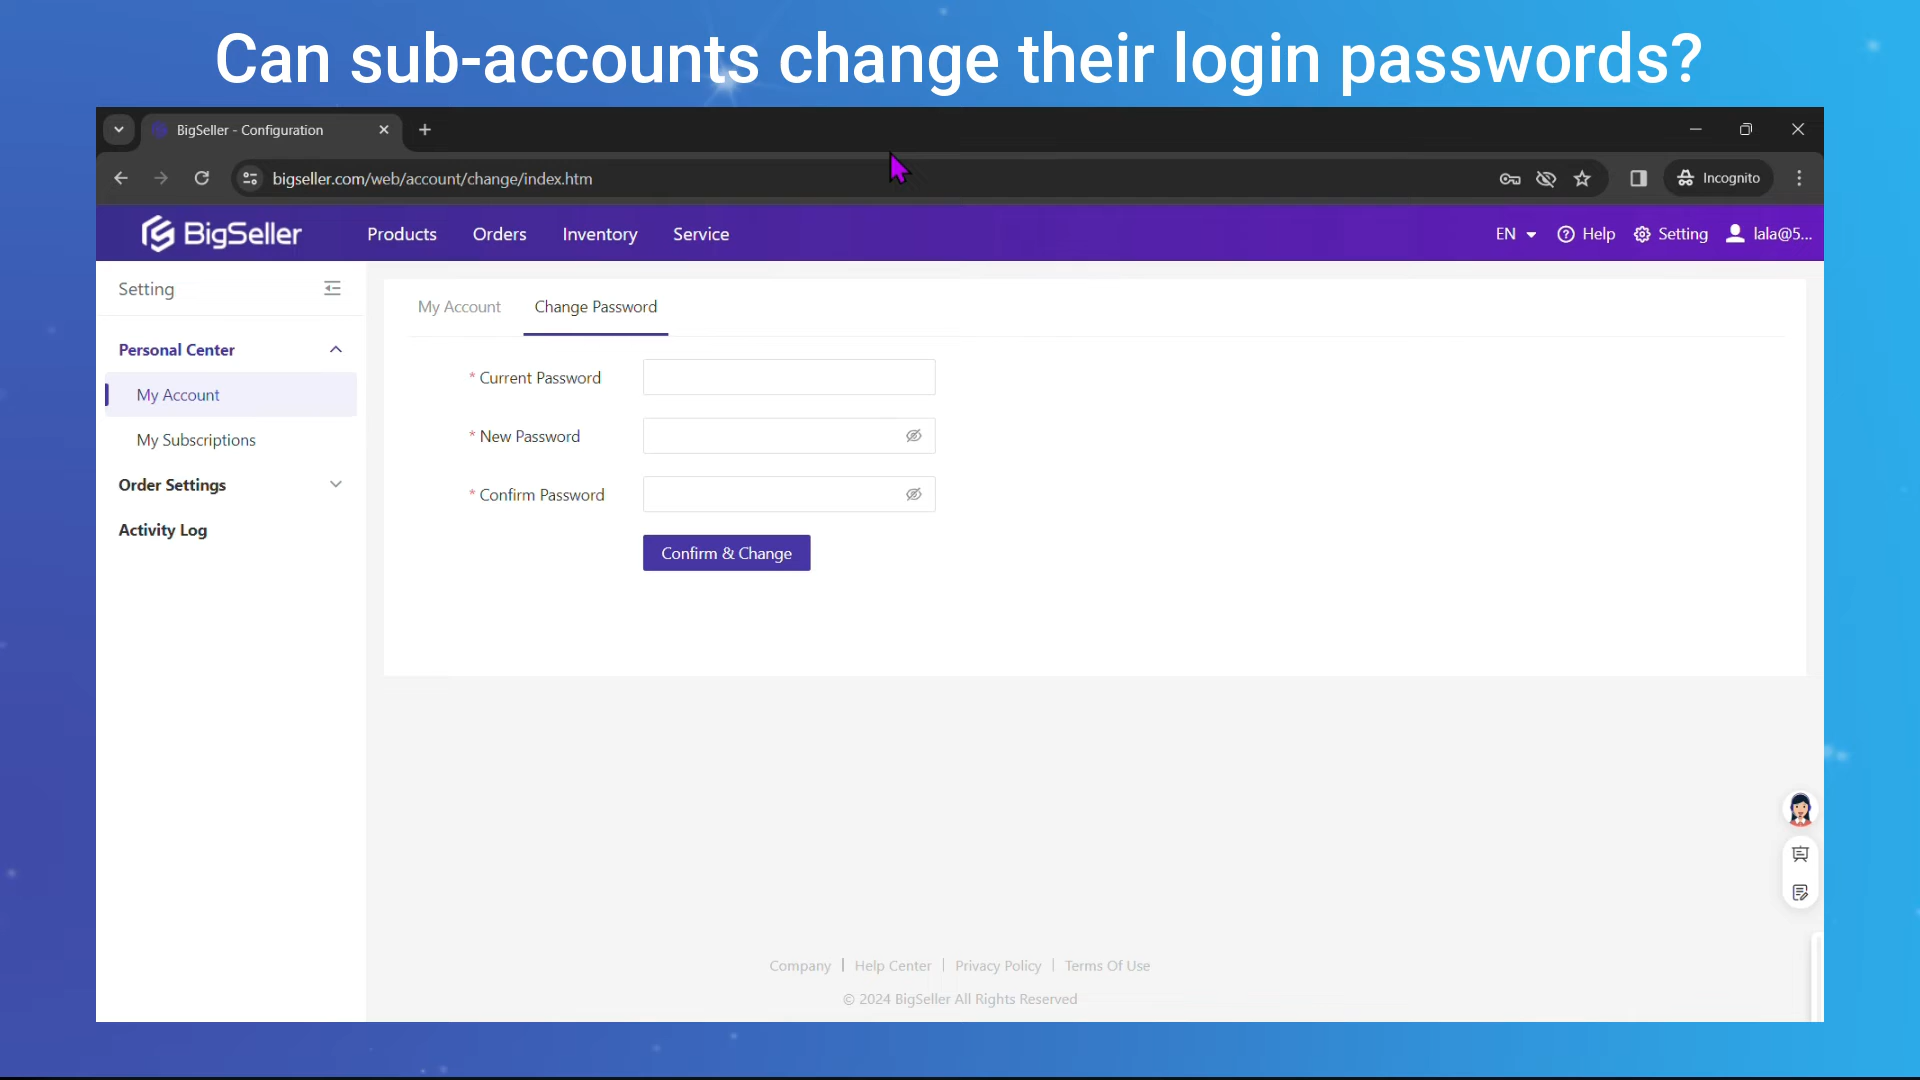 Can sub-accounts change their login passwords?
BigSeller - Configuration
bigseller.com/web/account/change/index.htm
Incognito
BigSeller
Products
Orders
Inventory
Service
EN
Help
Setting
lala@5...
Setting
Personal Center
My Account
My Subscriptions
Order Settings
Activity Log
My Account
Change Password
* Current Password
* New Password
* Confirm Password
Confirm & Change
Company | Help Center | Privacy Policy | Terms Of Use
© 2024 BigSeller All Rights Reserved